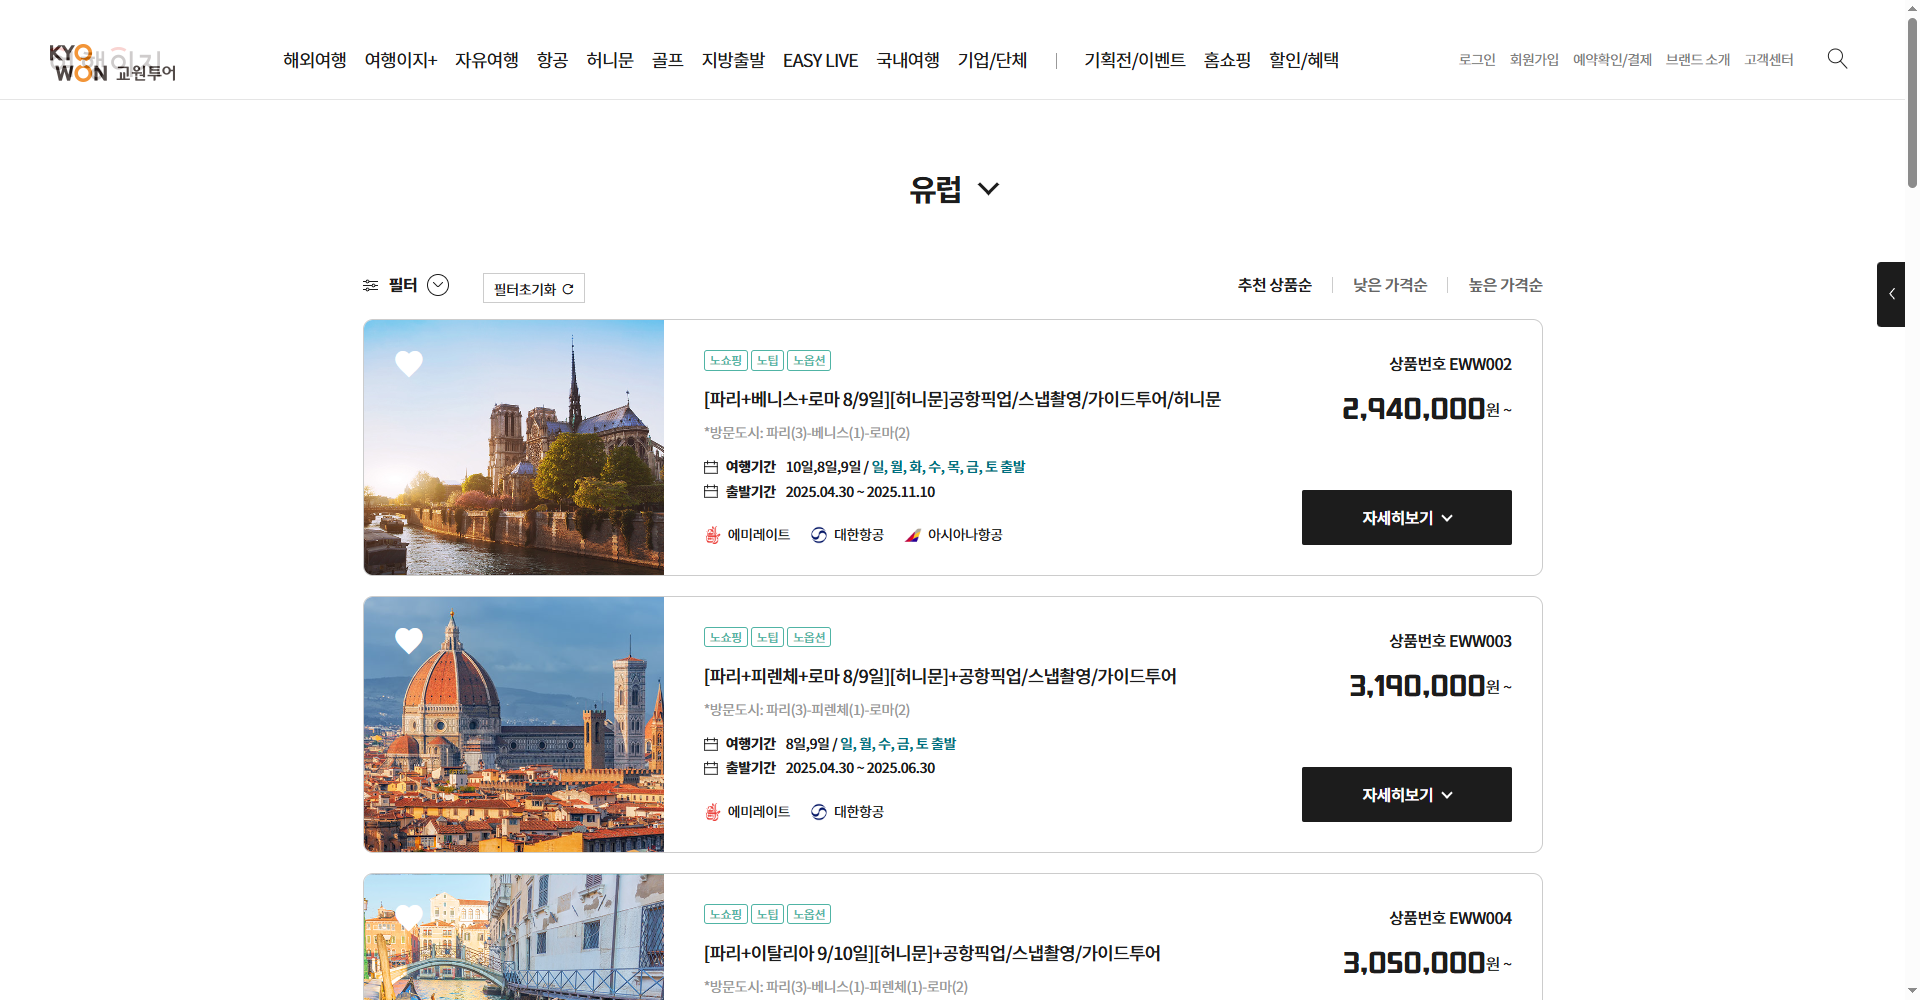 KYO
WON 교원투어
해외여행 여행이지+ 자유여행 항공 허니문 골프 지방출발 EASY LIVE 국내여행 기업/단체 | 기획전/이벤트 홈쇼핑 할인/혜택
로그인 회원가입 예약확인/결제 브랜드 소개 고객센터
유럽
필터 필터초기화
추천 상품순 | 낮은 가격순 | 높은 가격순
노쇼핑 노팁 노옵션
상품번호 EWW002
[파리+베니스+로마 8/9일][허니문]공항픽업/스냅촬영/가이드투어/허니문
2,940,000원 ~
*방문도시: 파리(3)-베니스(1)-로마(2)
여행기간 10일,8일,9일 / 일, 월, 화, 수, 목, 금, 토 출발
출발기간 2025.04.30 ~ 2025.11.10
자세히보기
에미레이트 대한항공 아시아나항공
노쇼핑 노팁 노옵션
상품번호 EWW003
[파리+피렌체+로마 8/9일][허니문]+공항픽업/스냅촬영/가이드투어
3,190,000원 ~
*방문도시: 파리(3)-피렌체(1)-로마(2)
여행기간 8일,9일 / 일, 월, 수, 금, 토 출발
출발기간 2025.04.30 ~ 2025.06.30
자세히보기
에미레이트 대한항공
노쇼핑 노팁 노옵션
상품번호 EWW004
[파리+이탈리아 9/10일][허니문]+공항픽업/스냅촬영/가이드투어
3,050,000원 ~
*방문도시: 파리(3)-베니스(1)-피렌체(1)-로마(2)